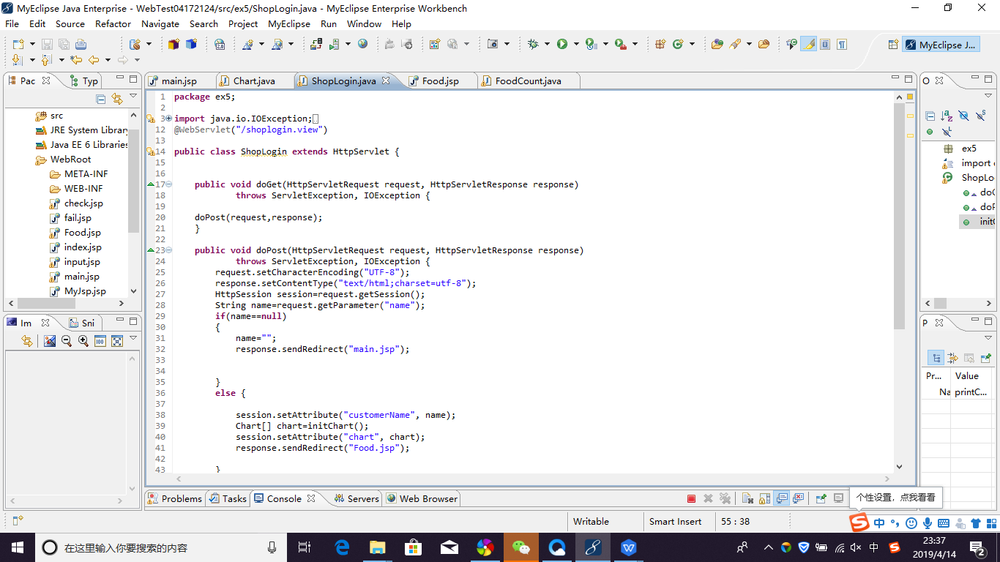 MyEclipse Java Enterprise - WebTest04172124/src/ex5/ShopLogin.java - MyEclipse Enterprise Workbench
File Edit Source Refactor Navigate Search Project MyEclipse Run Window Help
MyEclipse J...
Pac Typ
main.jsp Chart.java ShopLogin.java Food.jsp FoodCount.java
O
src
JRE System Librar
Java EE 6 Libraries
WebRoot
META-INF
WEB-INF
check.jsp
fail.jsp
Food.jsp
index.jsp
input.jsp
main.jsp
MyJsp.jsp
Im Sni
1 package ex5;
2
3 import java.io.IOException;
12 @WebServlet("/shoplogin.view")
13
14 public class ShopLogin extends HttpServlet {
15
16
17 public void doGet(HttpServletRequest request, HttpServletResponse response)
18 throws ServletException, IOException {
19
20 doPost(request,response);
21 }
22
23 public void doPost(HttpServletRequest request, HttpServletResponse response)
24 throws ServletException, IOException {
25 request.setCharacterEncoding("UTF-8");
26 response.setContentType("text/html;charset=utf-8");
27 HttpSession session=request.getSession();
28 String name=request.getParameter("name");
29 if(name==null)
30 {
31 name="";
32 response.sendRedirect("main.jsp");
33
34
35 }
36 else {
37
38 session.setAttribute("customerName", name);
39 Chart[] chart=initChart();
40 session.setAttribute("chart", chart);
41 response.sendRedirect("Food.jsp");
42
43 }
ex5
import
ShopLo
do
doP
init
P
Pr... Value
Na printC...
Problems Tasks Console Servers Web Browser
个性设置，点我看看
Writable Smart Insert 55 : 38
中
在这里输入你要搜索的内容
中
23:37
2019/4/14
2